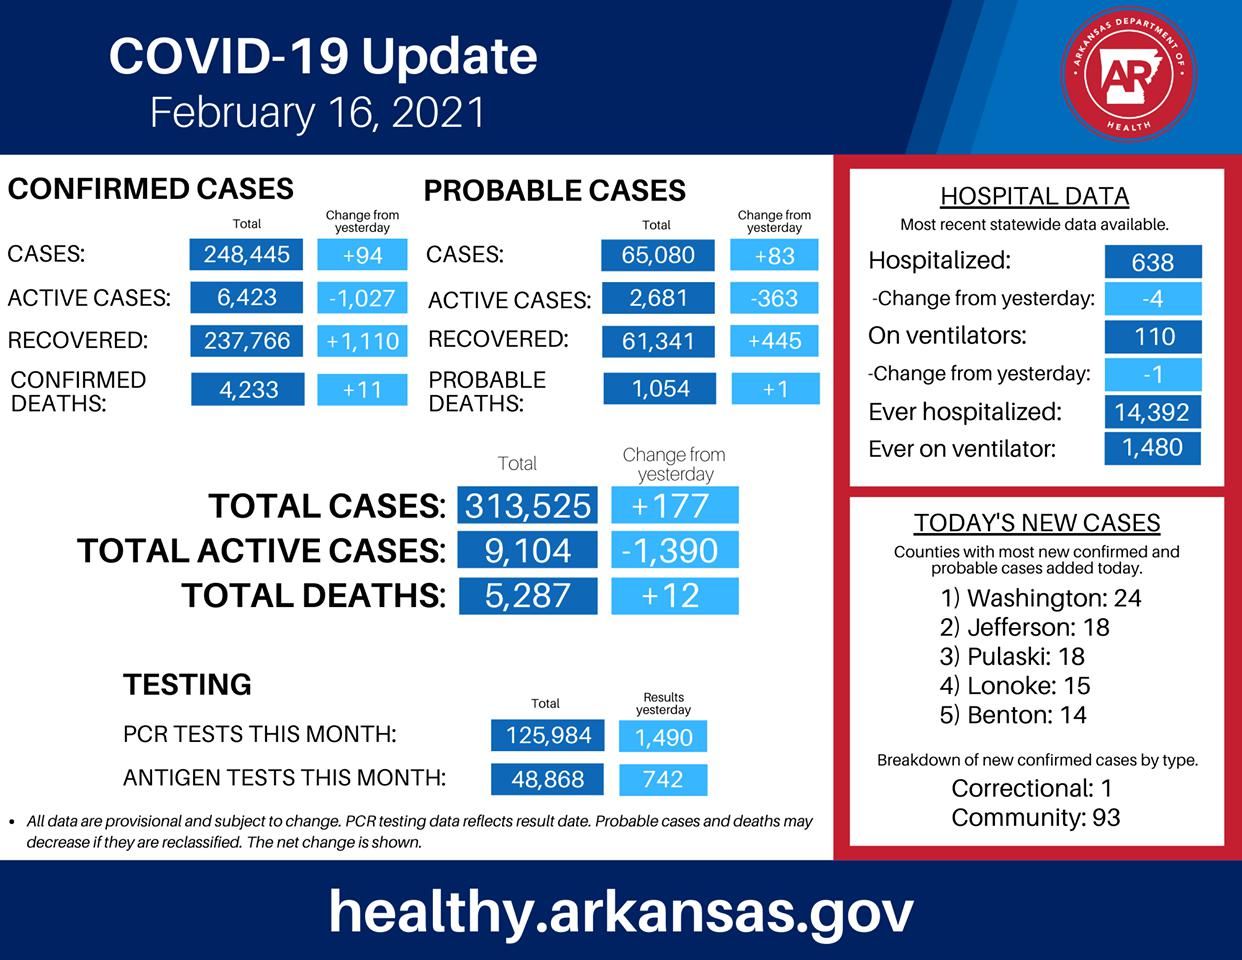 COVID-19 Update
February 16, 2021
ARKANSAS DEPARTMENT OF
AR
HEALTH
CONFIRMED CASES
Total
Change from
yesterday
CASES: 248,445 +94
ACTIVE CASES: 6,423 -1,027
RECOVERED: 237,766 +1,110
CONFIRMED
DEATHS: 4,233 +11
PROBABLE CASES
Total
Change from
yesterday
CASES: 65,080 +83
ACTIVE CASES: 2,681 -363
RECOVERED: 61,341 +445
PROBABLE
DEATHS: 1,054 +1
Total
Change from
yesterday
TOTAL CASES: 313,525 +177
TOTAL ACTIVE CASES: 9,104 -1,390
TOTAL DEATHS: 5,287 +12
TESTING
Total
Results
yesterday
PCR TESTS THIS MONTH: 125,984 1,490
ANTIGEN TESTS THIS MONTH: 48,868 742
• All data are provisional and subject to change. PCR testing data reflects result date. Probable cases and deaths may
decrease if they are reclassified. The net change is shown.
HOSPITAL DATA
Most recent statewide data available.
Hospitalized: 638
-Change from yesterday: -4
On ventilators: 110
-Change from yesterday: -1
Ever hospitalized: 14,392
Ever on ventilator: 1,480
TODAY'S NEW CASES
Counties with most new confirmed and
probable cases added today.
1) Washington: 24
2) Jefferson: 18
3) Pulaski: 18
4) Lonoke: 15
5) Benton: 14
Breakdown of new confirmed cases by type.
Correctional: 1
Community: 93
healthy.arkansas.gov